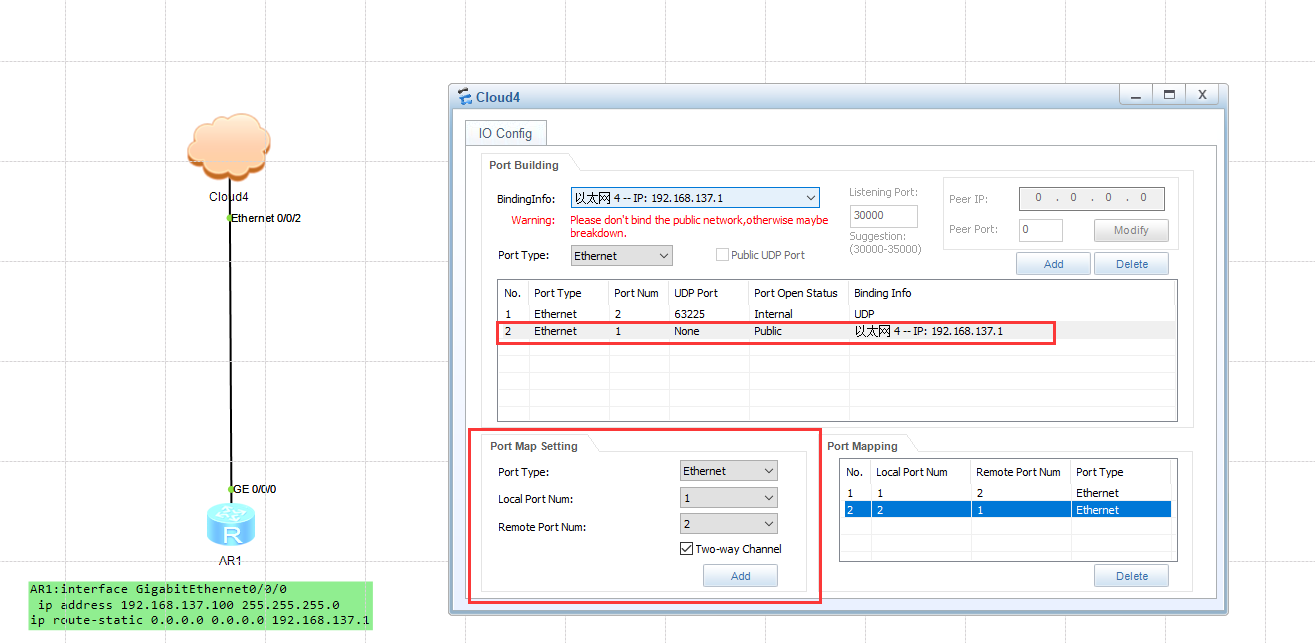 Cloud4
Ethernet 0/0/2
GE 0/0/0
R
AR1
AR1:interface GigabitEthernet0/0/0
ip address 192.168.137.100 255.255.255.0
ip route-static 0.0.0.0 0.0.0.0 192.168.137.1
Cloud4
X
IO Config
Port Building
BindingInfo: 以太网 4 -- IP: 192.168.137.1
Warning: Please don't bind the public network,otherwise maybe
breakdown.
Port Type: Ethernet
Public UDP Port
Listening Port:
30000
Suggestion:
(30000-35000)
Peer IP: 0 . 0 . 0 . 0
Peer Port: 0 Modify
Add Delete
No. Port Type Port Num UDP Port Port Open Status Binding Info
1 Ethernet 2 63225 Internal UDP
2 Ethernet 1 None Public 以太网 4 -- IP: 192.168.137.1
Port Map Setting
Port Type: Ethernet
Local Port Num: 1
Remote Port Num: 2
Two-way Channel
Add
Port Mapping
No. Local Port Num Remote Port Num Port Type
1 1 2 Ethernet
2 2 1 Ethernet
Delete